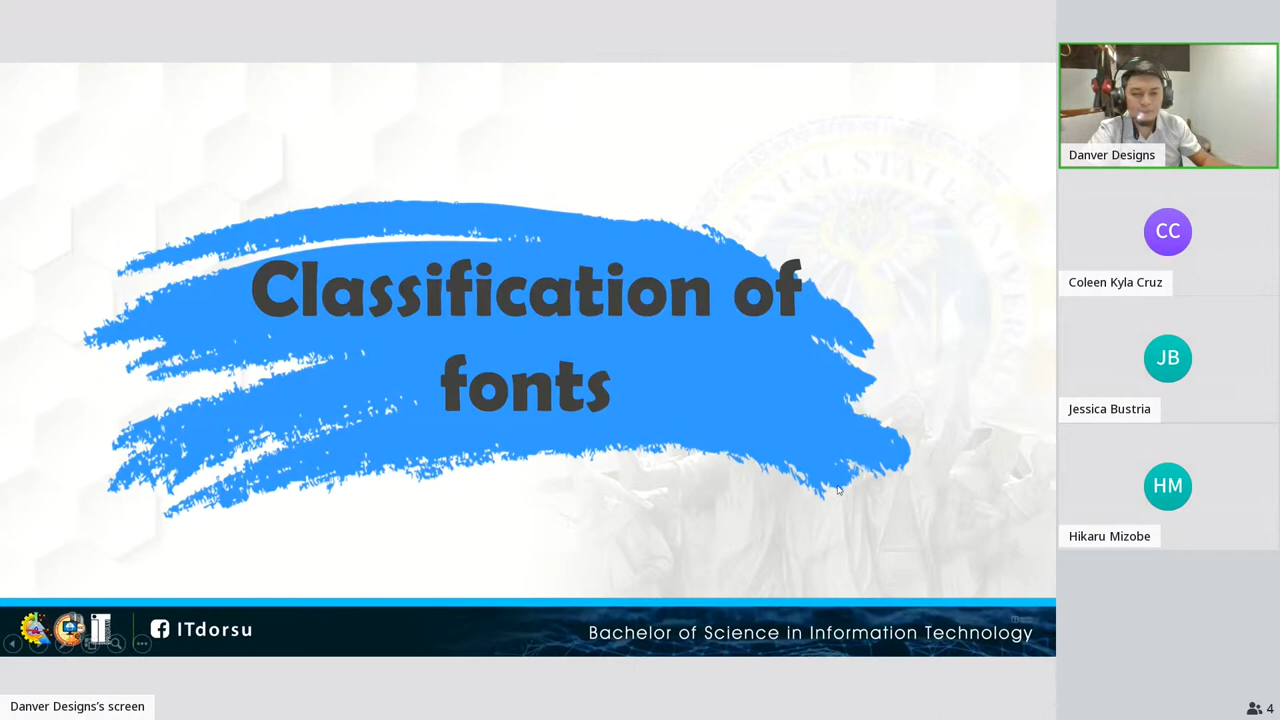 Classification of
fonts
ITdorsu
Bachelor of Science in Information Technology
Danver Designs's screen
Danver Designs
CC
Coleen Kyla Cruz
JB
Jessica Bustria
HM
Hikaru Mizobe
4